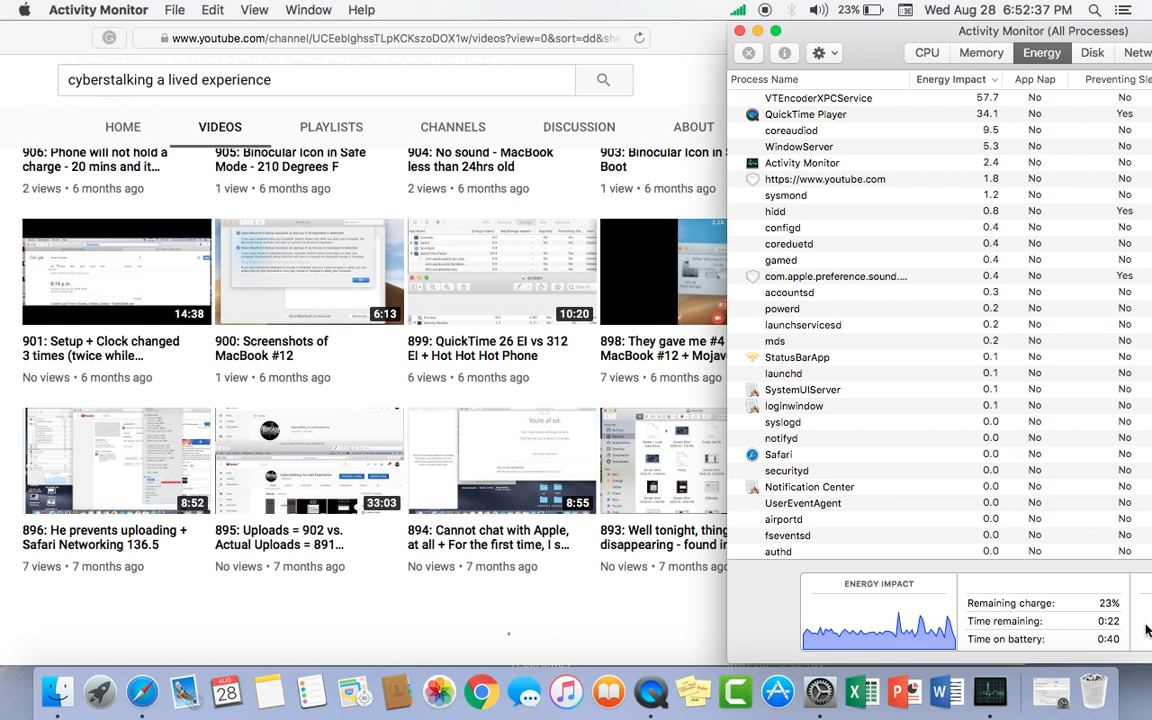 Activity Monitor File Edit View Window Help 23% Wed Aug 28 6:52:37 PM
www.youtube.com/channel/UCEeblghssTLpKCKszoDOX1w/videos?view=0&sort=dd&she
cyberstalking a lived experience
HOME VIDEOS PLAYLISTS CHANNELS DISCUSSION ABOUT
906: Phone will not hold a
charge - 20 mins and it...
2 views • 6 months ago
905: Binocular Icon in Safe
Mode - 210 Degrees F
1 view • 6 months ago
904: No sound - MacBook
less than 24hrs old
2 views • 6 months ago
903: Binocular Icon in
Boot
1 view • 6 months ago
14:38
901: Setup + Clock changed
3 times (twice while...
No views • 6 months ago
6:13
900: Screenshots of
MacBook #12
1 view • 6 months ago
10:20
899: QuickTime 26 EI vs 312
EI + Hot Hot Hot Phone
6 views • 6 months ago
898: They gave me #4
MacBook #12 + Mojav
7 views • 6 months ago
8:52
896: He prevents uploading +
Safari Networking 136.5
7 views • 7 months ago
33:03
895: Uploads = 902 vs.
Actual Uploads = 891...
No views • 7 months ago
You're all set.
8:55
894: Cannot chat with Apple,
at all + For the first time, I s...
No views • 7 months ago
893: Well tonight, thing
disappearing - found i
No views • 7 months ago
Activity Monitor (All Processes)
CPU Memory Energy Disk Netw
Process Name Energy Impact App Nap Preventing Sle
VTEncoderXPCService 57.7 No No
QuickTime Player 34.1 No Yes
coreaudiod 9.5 No No
WindowServer 5.3 No No
Activity Monitor 2.4 No No
https://www.youtube.com 1.8 No No
sysmond 1.2 No No
hidd 0.8 No Yes
configd 0.4 No No
coreduetd 0.4 No No
gamed 0.4 No No
com.apple.preference.sound.... 0.4 No Yes
accountsd 0.3 No No
powerd 0.2 No No
launchservicesd 0.2 No No
mds 0.2 No No
StatusBarApp 0.1 No No
launchd 0.1 No No
SystemUIServer 0.1 No No
loginwindow 0.1 No No
syslogd 0.0 No No
notifyd 0.0 No No
Safari 0.0 No No
securityd 0.0 No No
Notification Center 0.0 No No
UserEventAgent 0.0 No No
airportd 0.0 No No
fseventsd 0.0 No No
authd 0.0 No No
ENERGY IMPACT
Remaining charge: 23%
Time remaining: 0:22
Time on battery: 0:40
AUG
28